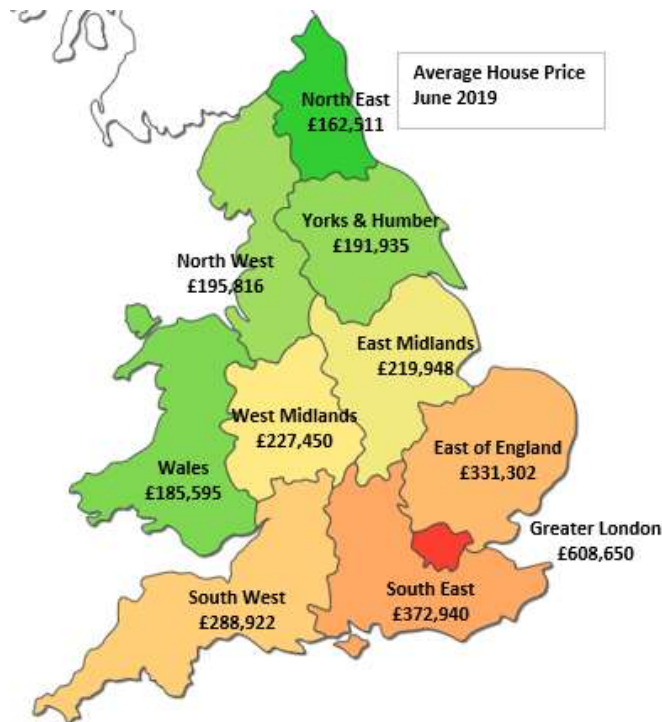 Average House Price
June 2019
North East
£162,511
Yorks & Humber
£191,935
North West
£195,816
East Midlands
£219,948
West Midlands
£227,450
East of England
£331,302
Wales
£185,595
Greater London
£608,650
South East
£372,940
South West
£288,922